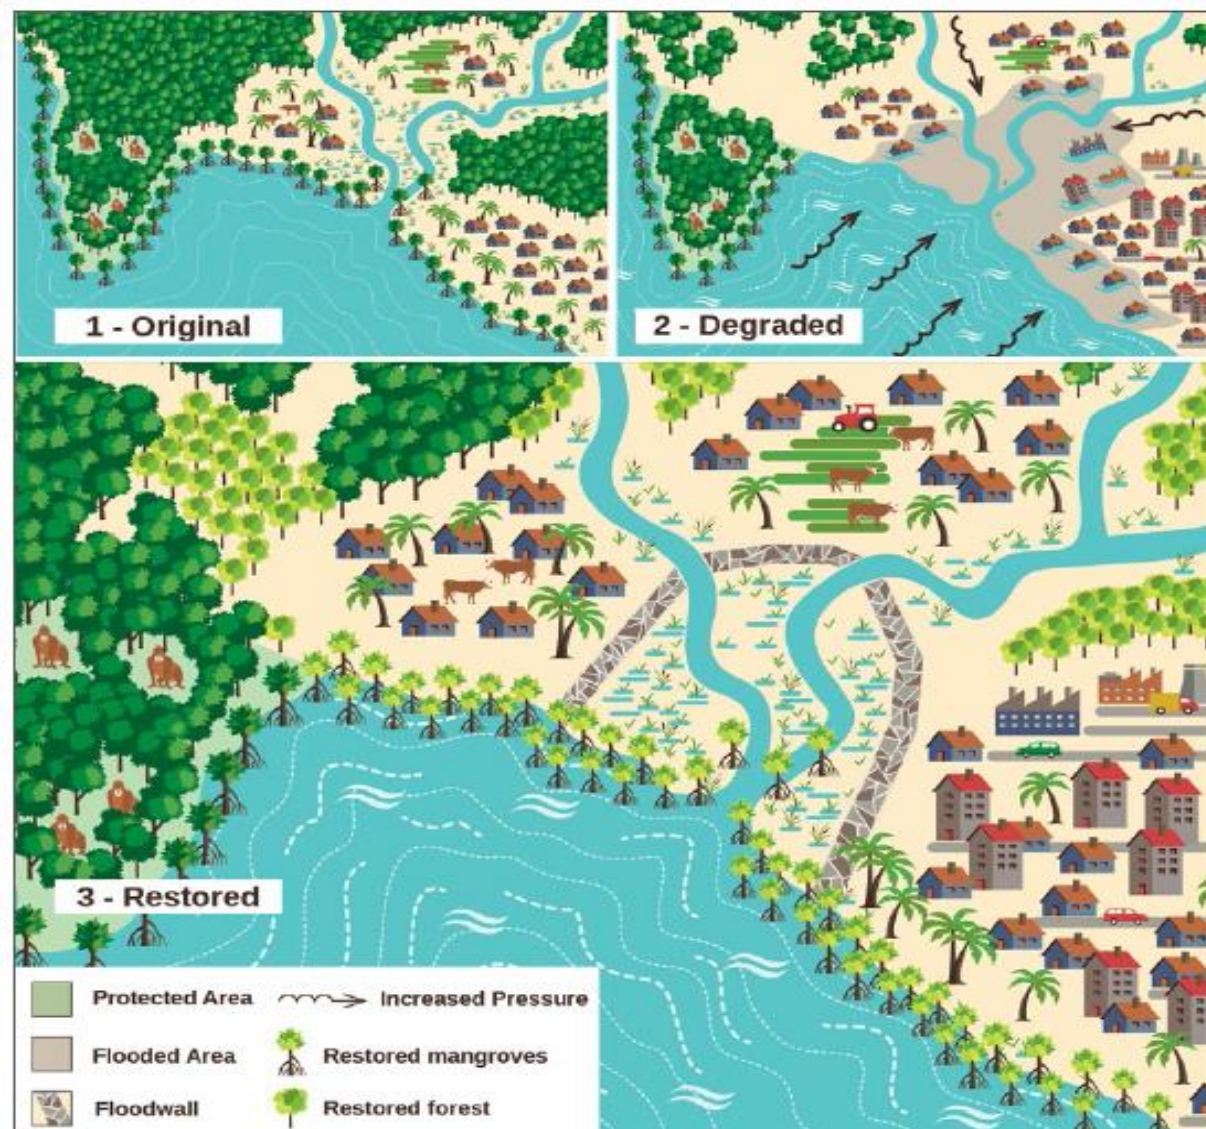 1 - Original
2 - Degraded
3 - Restored
Protected Area
Increased Pressure
Flooded Area
Restored mangroves
Floodwall
Restored forest